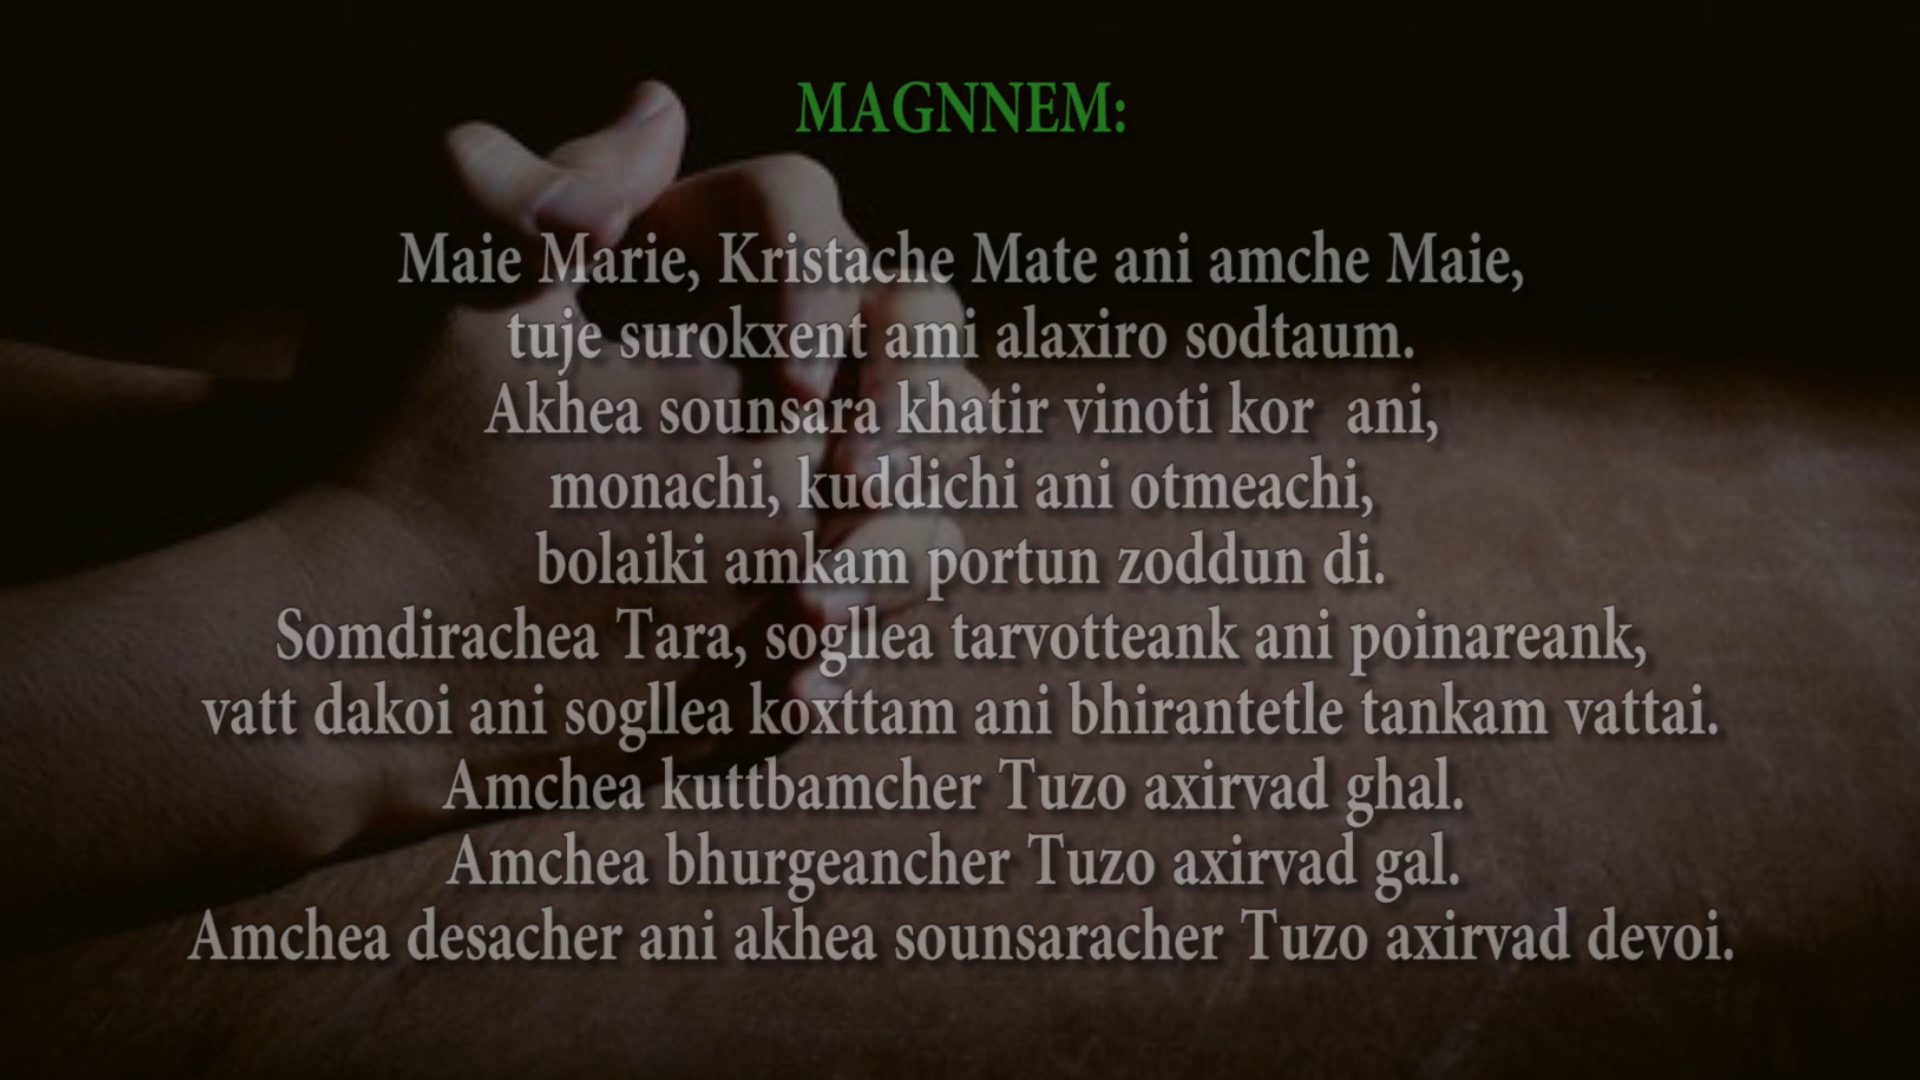 MAGNNEM:
Maie Marie, Kristache Mate ani amche Maie,
tuje surokxent ami alaxiro sodtaum.
Akhea sounsara khatir vinoti kor ani,
monachi, kuddichi ani otmeachi,
bolaiki amkam portun zoddun di.
Somdirachea Tara, sogllea tarvotteank ani poinareank,
vatt dakoi ani sogllea koxttam ani bhirantetle tankam vattai.
Amchea kuttbamcher Tuzo axirvad ghal.
Amchea bhurgeancher Tuzo axirvad gal.
Amchea desacher ani akhea sounsaracher Tuzo axirvad devoi.